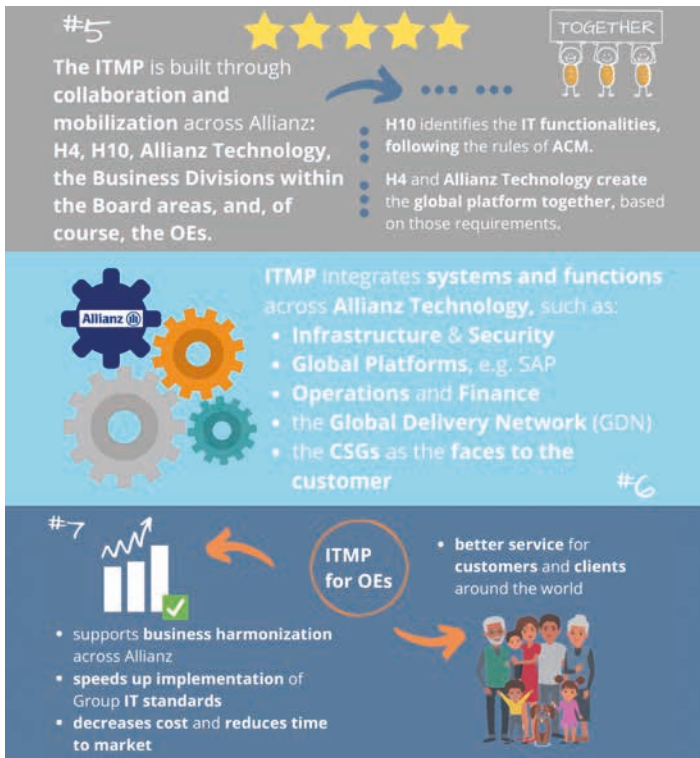 #5
TOGETHER
The ITMP is built through
collaboration and
mobilization across Allianz:
H4, H10, Allianz Technology,
the Business Divisions within
the Board areas, and, of
course, the OEs.
H10 identifies the IT functionalities,
following the rules of ACM.
H4 and Allianz Technology create
the global platform together, based
on those requirements.
Allianz
ITMP integrates systems and functions
across Allianz Technology, such as:
• Infrastructure & Security
• Global Platforms, e.g. SAP
• Operations and Finance
• the Global Delivery Network (GDN)
• the CSGs as the faces to the
customer
#6
#7
ITMP
for OEs
• better service for
customers and clients
around the world
• supports business harmonization
across Allianz
• speeds up implementation of
Group IT standards
• decreases cost and reduces time
to market